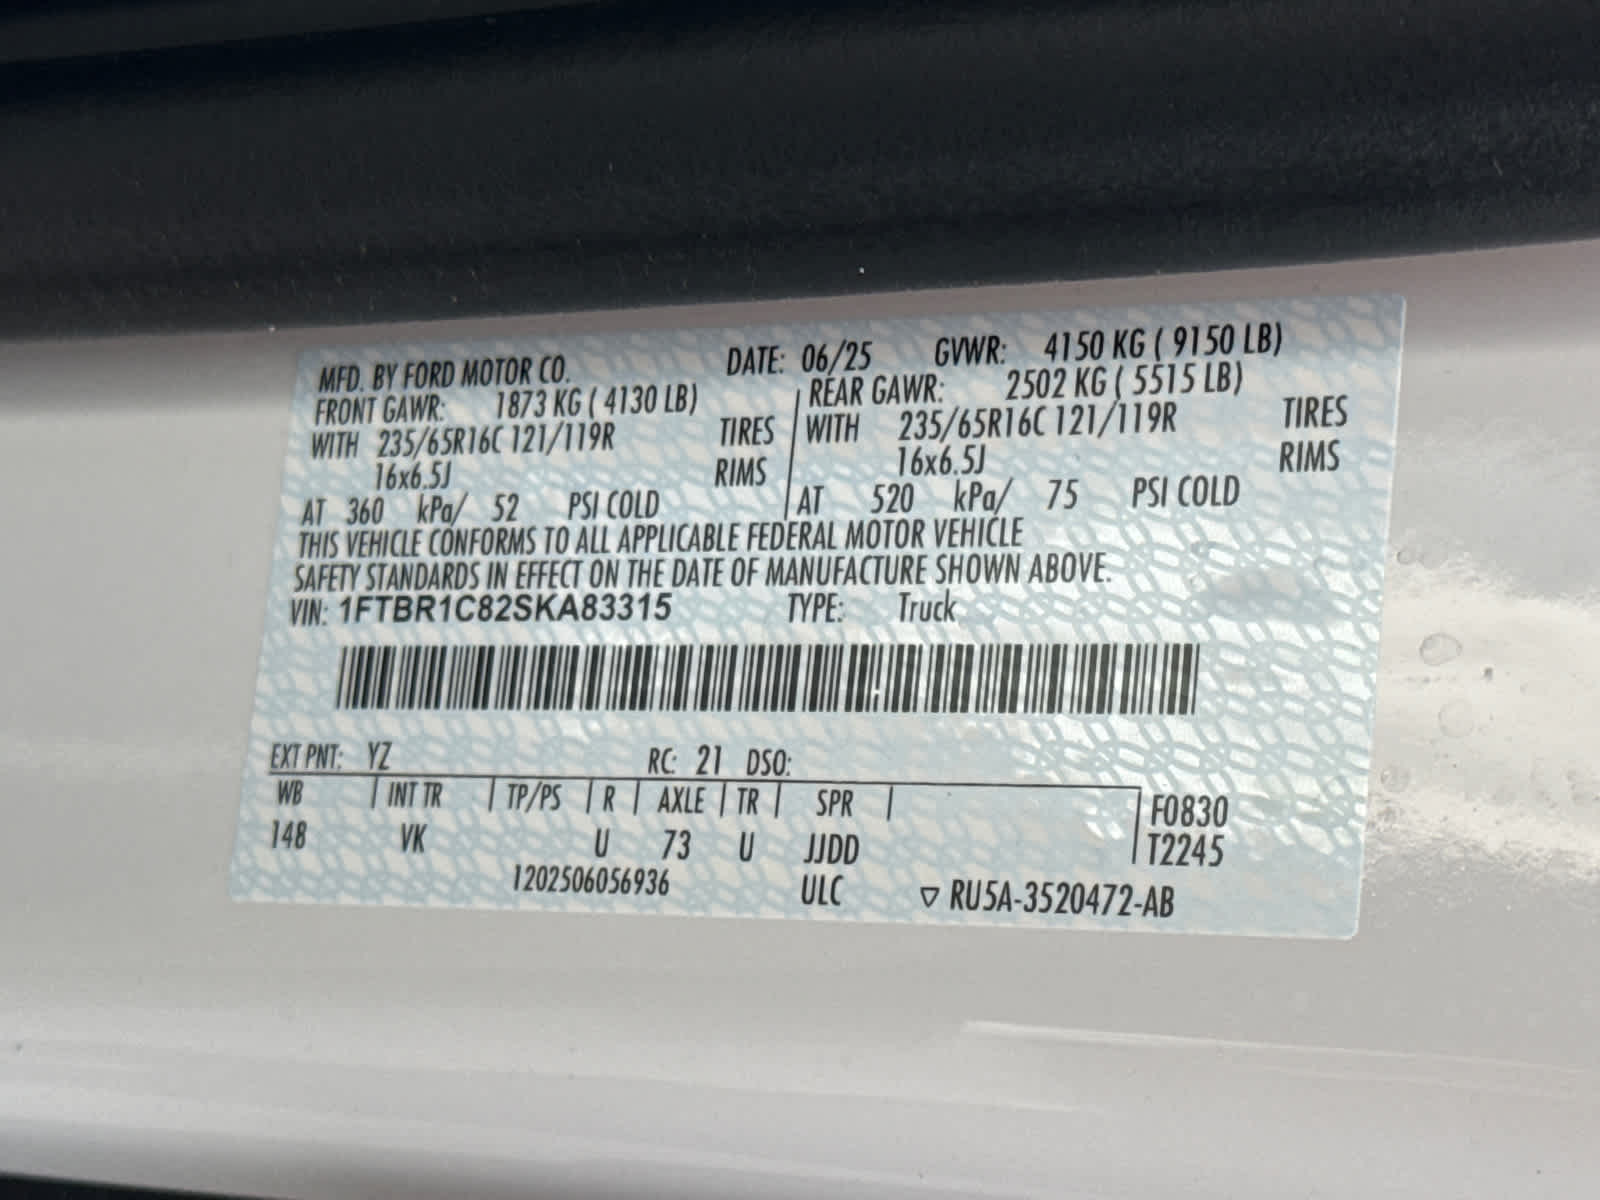 MFD. BY FORD MOTOR CO. DATE: 06/25 GVWR: 4150 KG ( 9150 LB)
FRONT GAWR: 1873 KG ( 4130 LB) REAR GAWR: 2502 KG ( 5515 LB)
WITH 235/65R16C 121/119R TIRES WITH 235/65R16C 121/119R TIRES
16x6.5J RIMS 16x6.5J RIMS
AT 360 kPa/ 52 PSI COLD AT 520 kPa/ 75 PSI COLD
THIS VEHICLE CONFORMS TO ALL APPLICABLE FEDERAL MOTOR VEHICLE
SAFETY STANDARDS IN EFFECT ON THE DATE OF MANUFACTURE SHOWN ABOVE.
VIN: 1FTBR1C82SKA83315 TYPE: Truck
EXT PNT: YZ RC: 21 DSO:
WB | INT TR | TP/PS | R | AXLE | TR | SPR | F0830
148 VK U 73 U JJDD T2245
1202506056936 ULC ▽ RU5A-3520472-AB